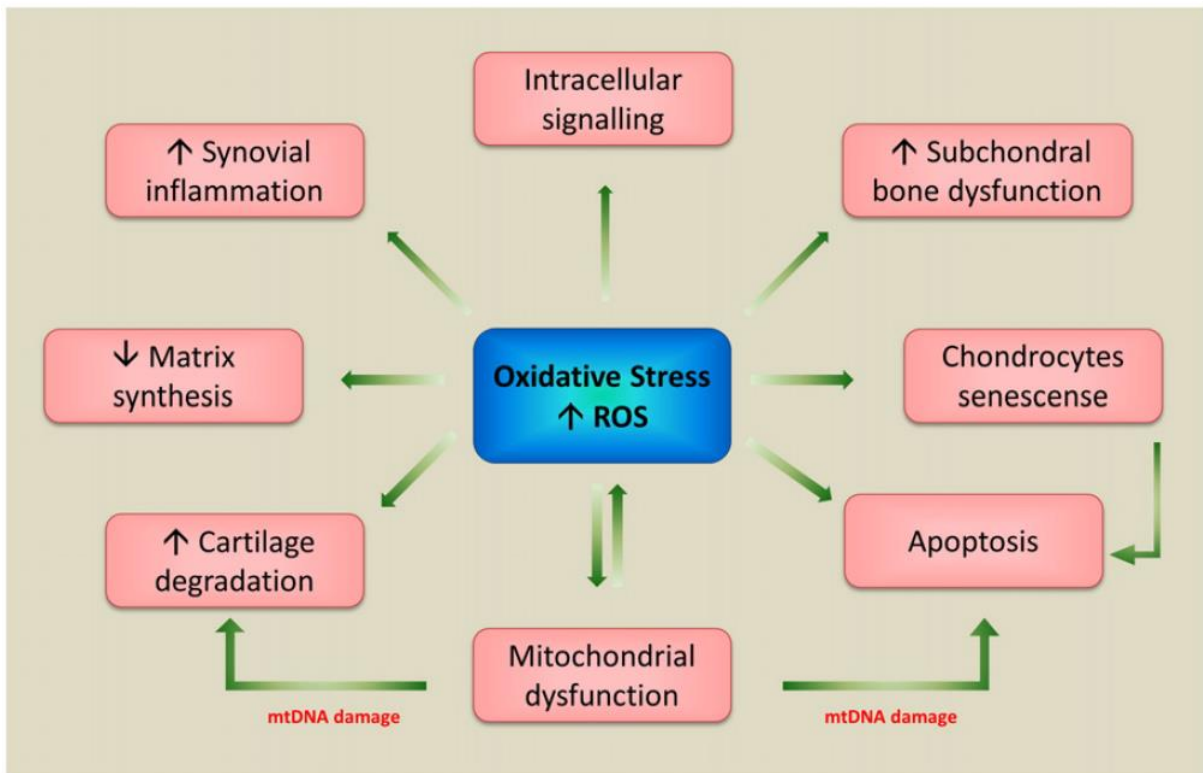 Intracellular
signalling
↑ Synovial
inflammation
↑ Subchondral
bone dysfunction
↓ Matrix
synthesis
Oxidative Stress
↑ ROS
Chondrocytes
senescense
↑ Cartilage
degradation
Apoptosis
Mitochondrial
dysfunction
mtDNA damage
mtDNA damage